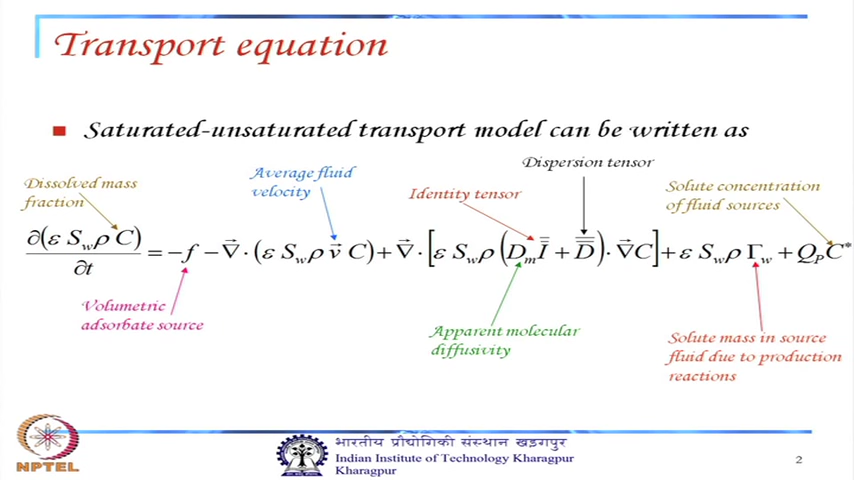 Transport equation
Saturated-unsaturated transport model can be written as
Dissolved mass
fraction
Average fluid
velocity
Identity tensor
Dispersion tensor
Solute concentration
of fluid sources
∂(ε S_w ρ C)/∂t = −f − ∇⃗ · (ε S_w ρ v⃗ C) + ∇⃗ · [ε S_w ρ (D_m I̿ + D̿) · ∇⃗C] + ε S_w ρ Γ_w + Q_P C*
Volumetric
adsorbate source
Apparent molecular
diffusivity
Solute mass in source
fluid due to production
reactions
NPTEL
भारतीय प्रौद्योगिकी संस्थान खड़गपुर
Indian Institute of Technology Kharagpur
Kharagpur
2